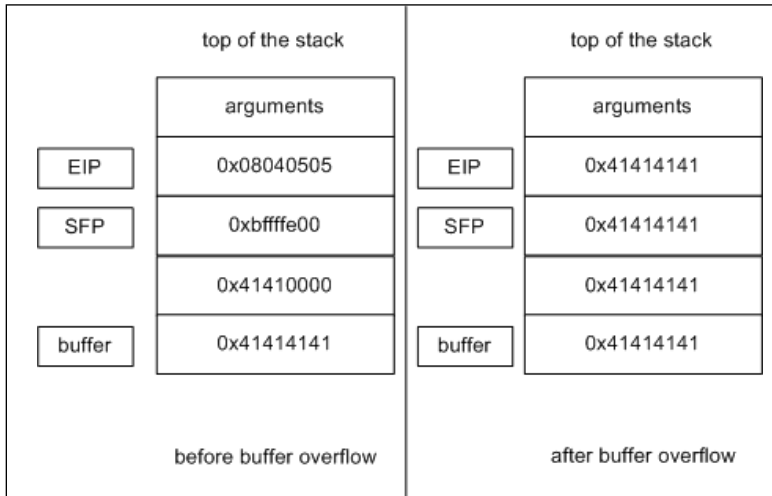 top of the stack
arguments
EIP 0x08040505
SFP 0xbffffe00
0x41410000
buffer 0x41414141
before buffer overflow
top of the stack
arguments
EIP 0x41414141
SFP 0x41414141
0x41414141
buffer 0x41414141
after buffer overflow